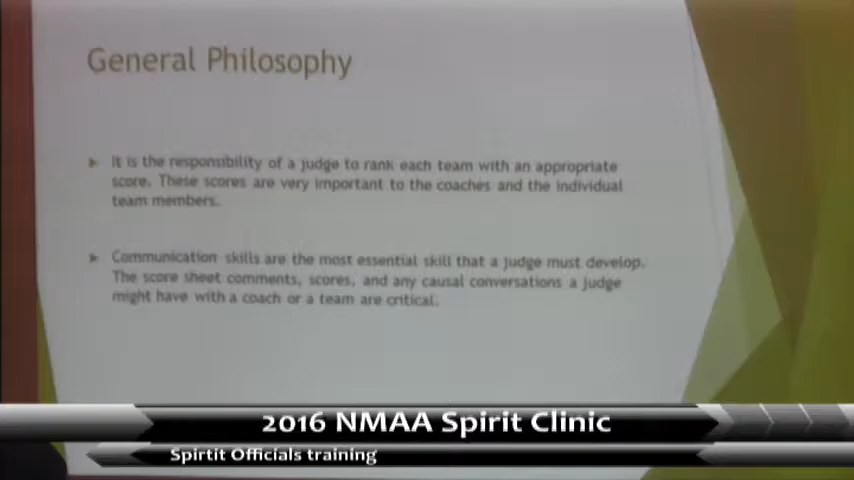 General Philosophy
It is the responsibility of a judge to rank each team with an appropriate
score. These scores are very important to the coaches and the individual
team members.
Communication skills are the most essential skill that a judge must develop.
The score sheet comments, scores, and any causal conversations a judge
might have with a coach or a team are critical.
2016 NMAA Spirit Clinic
Spirtit Officials training